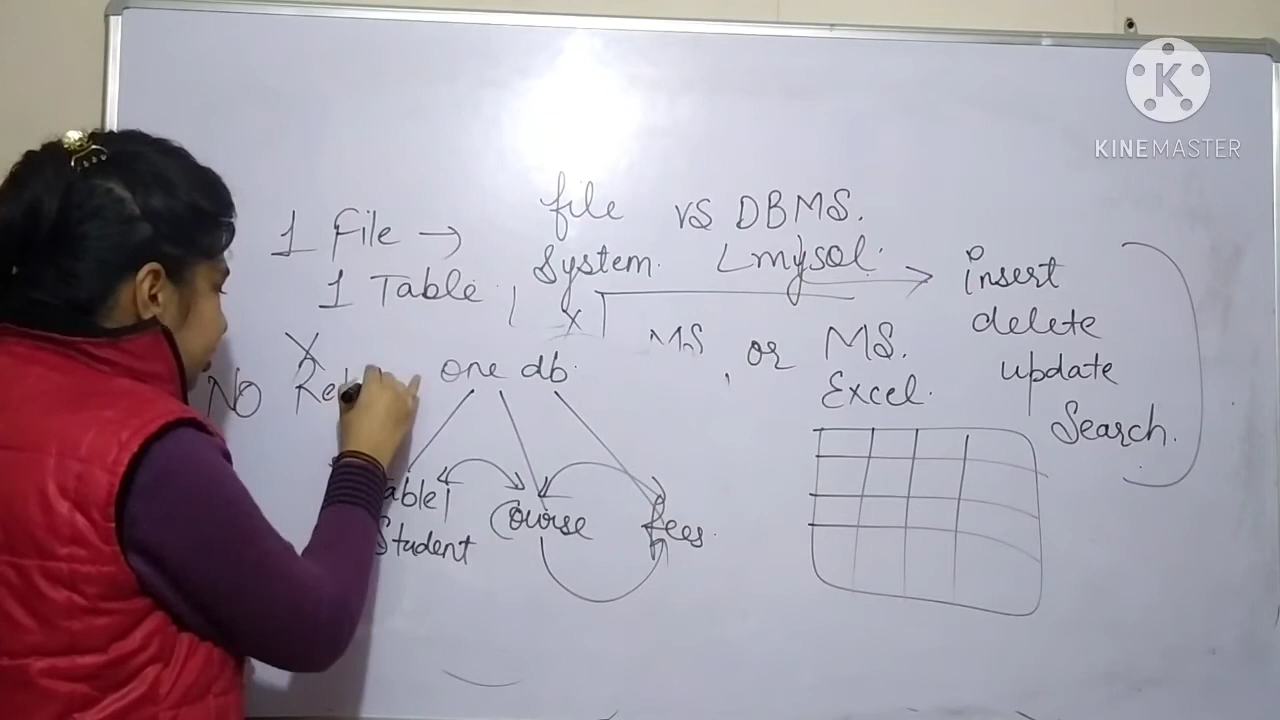 KINEMASTER
file vs DBMS.
System. mysql.
1 File →
1 Table
X
X
MS or MS.
Excel.
insert
delete
update
Search.
NO Rel
one db.
able 1
Student
Course
fees.